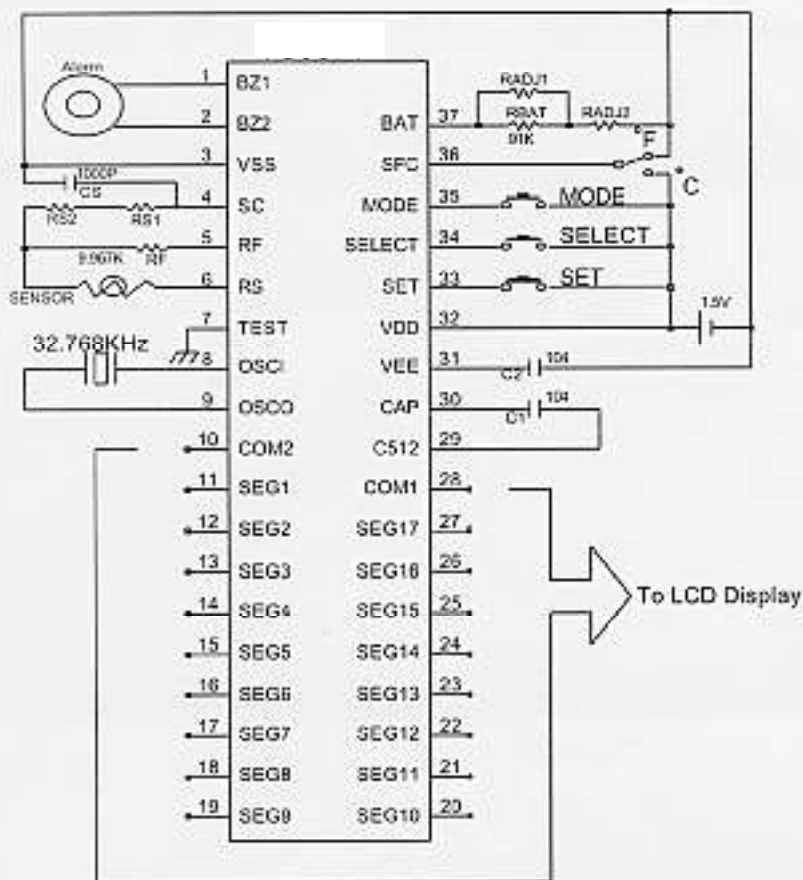 Alarm
1 BZ1
2 BZ2
3 VSS
1000P
CS
4 SC
RS2 RS1
5 RF
9.967K RF
6 RS
SENSOR
7 TEST
32.768KHz
8 OSCI
9 OSCO
10 COM2
11 SEG1
12 SEG2
13 SEG3
14 SEG4
15 SEG5
16 SEG6
17 SEG7
18 SEG8
19 SEG9
RADJ1
BAT 37 RBAT RADJ2
91K
°F
SFC 36
°C
MODE 35 MODE
SELECT 34 SELECT
SET 33 SET
VDD 32 1.5V
VEE 31 C2 104
CAP 30 C1 104
C512 29
COM1 28
SEG17 27
SEG16 26
SEG15 25
SEG14 24
SEG13 23
SEG12 22
SEG11 21
SEG10 20
To LCD Display